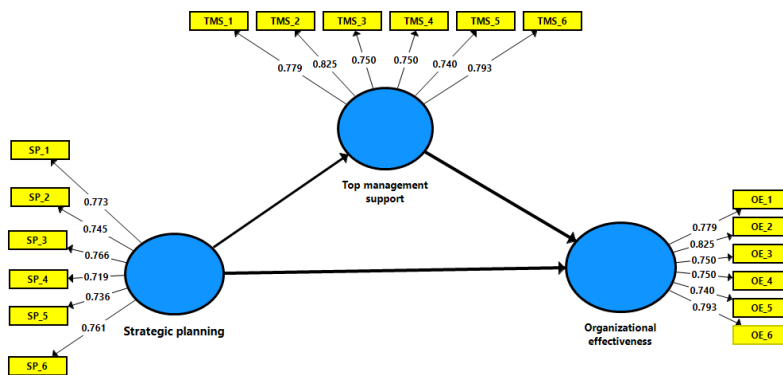 TMS_1 TMS_2 TMS_3 TMS_4 TMS_5 TMS_6
0.779 0.825 0.750 0.750 0.740 0.793
Top management
support
SP_1
SP_2
SP_3
SP_4
SP_5
SP_6
0.773
0.745
0.766
0.719
0.736
0.761
Strategic planning
OE_1
OE_2
OE_3
OE_4
OE_5
OE_6
0.779
0.825
0.750
0.750
0.740
0.793
Organizational
effectiveness